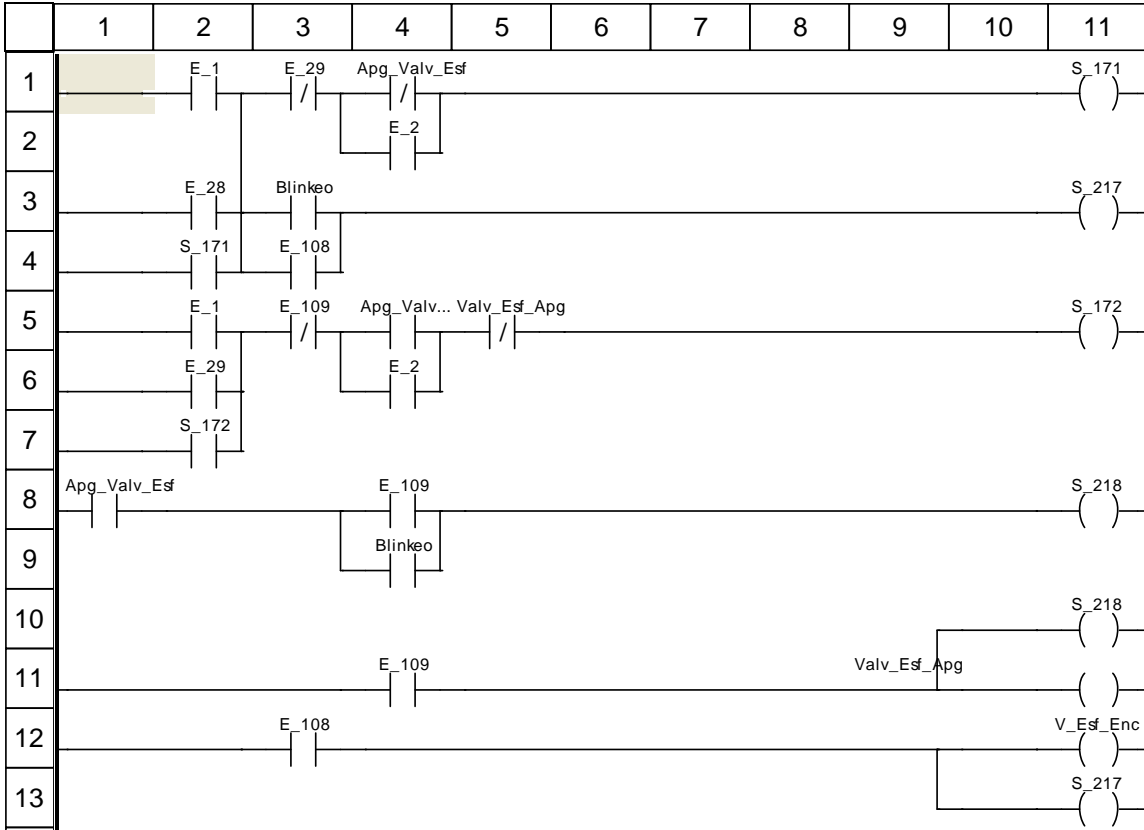 1 2 3 4 5 6 7 8 9 10 11
1 E_1 E_29 Apg_Valv_Esf S_171
2 E_2
3 E_28 Blinkeo S_217
4 S_171 E_108
5 E_1 E_109 Apg_Valv... Valv_Esf_Apg S_172
6 E_29 E_2
7 S_172
8 Apg_Valv_Esf E_109 S_218
9 Blinkeo
10 S_218
11 E_109 Valv_Esf_Apg
12 E_108 V_Esf_Enc
13 S_217